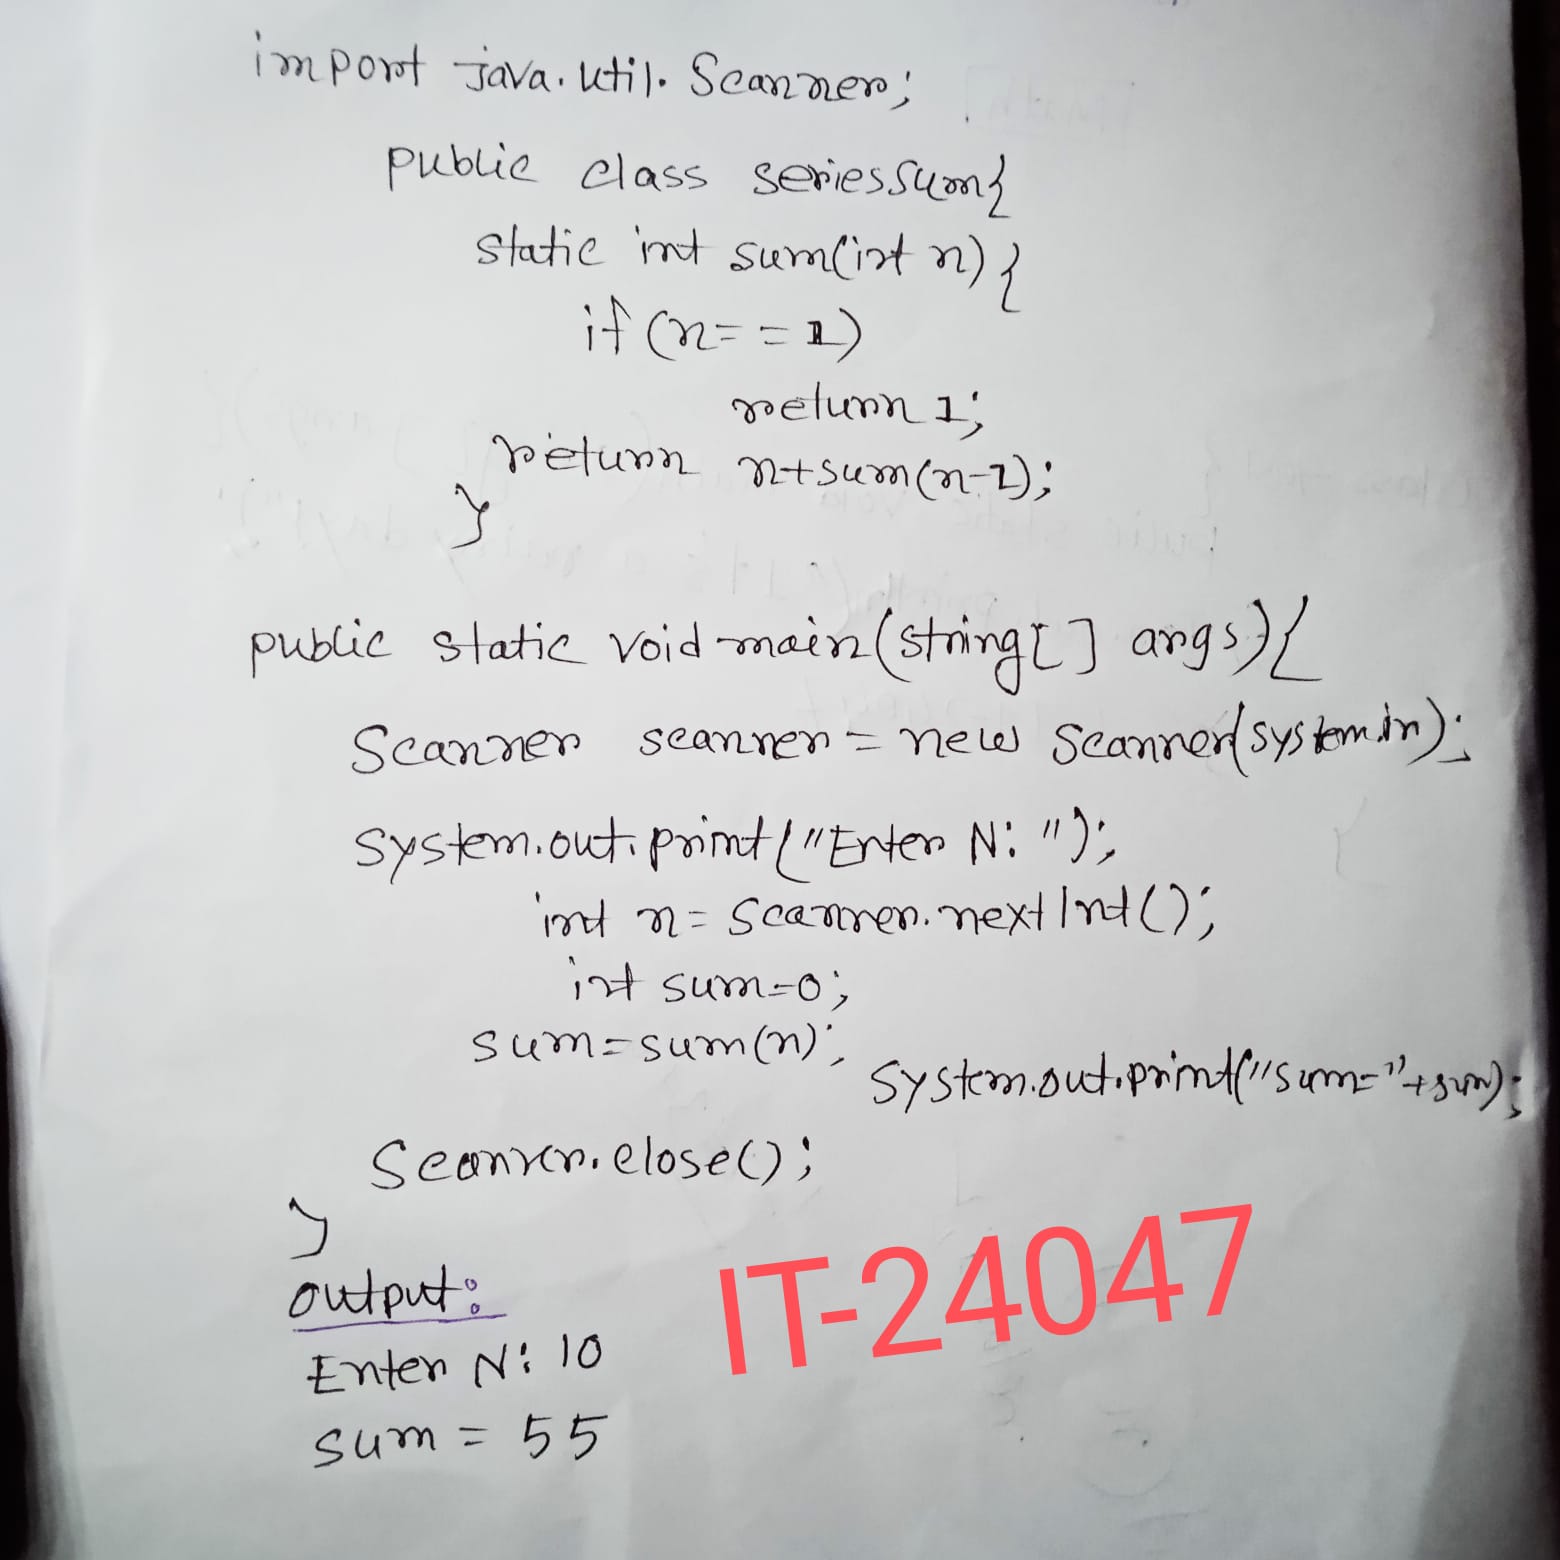 import java.util.Scanner;
public class seriessum{
static int sum(int n){
if(n==1)
return 1;
return n+sum(n-1);
}
public static void main(string[] args){
Scanner scanner = new Scanner(system.in);
system.out.print("Enter N: ");
int n= scanner.nextInt();
int sum=0;
sum=sum(n);
system.out.print("sum="+sum);
Scanner.close();
}
output:
Enter N: 10
sum = 55
IT-24047